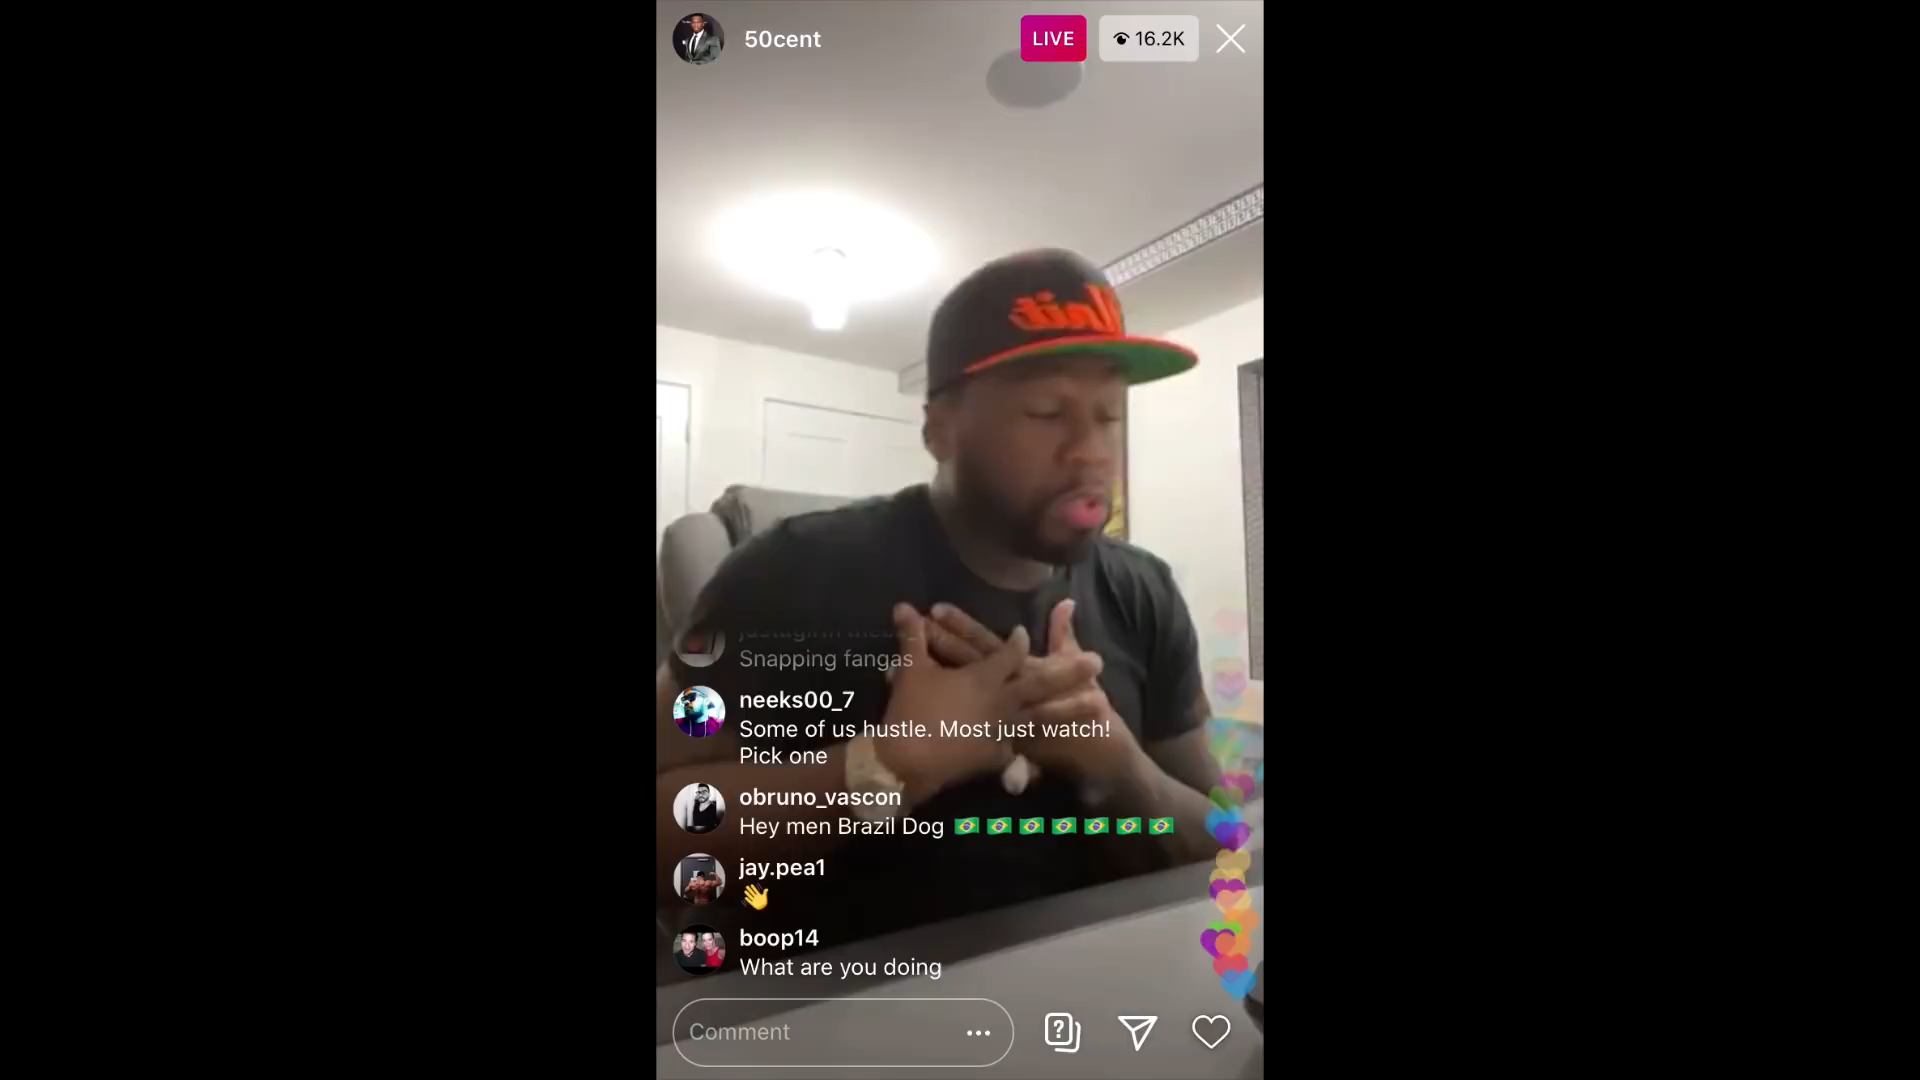 50cent
LIVE
16.2K
Unit
Snapping fangas
neeks00_7
Some of us hustle. Most just watch!
Pick one
obruno_vascon
Hey men Brazil Dog 🇧🇷 🇧🇷 🇧🇷 🇧🇷 🇧🇷 🇧🇷 🇧🇷
jay.pea1
👋
boop14
What are you doing
Comment